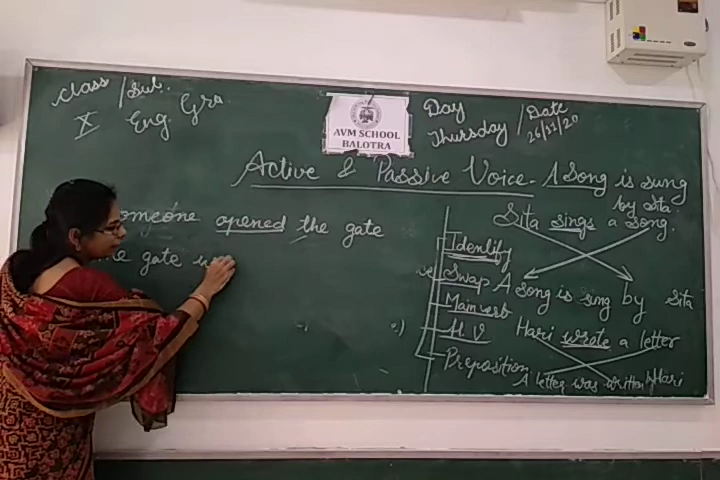 Class / Sub.
X Eng. Gra.
AVM SCHOOL
BALOTRA
Day / Date
Thursday 26/11/20
Active & Passive Voice. A Song is sung
by Sita.
omeone opened the gate
e gate w
Sita sings a song.
Identify
Swap
A song is sung by Sita
Main verb
H.V
Hari wrote a letter
Preposition
A letter was written by Hari